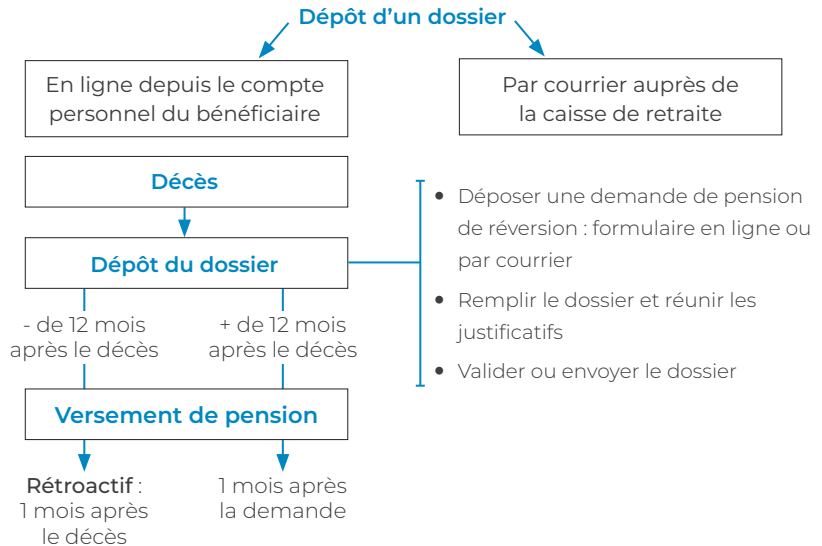 Dépôt d'un dossier
En ligne depuis le compte
personnel du bénéficiaire
Par courrier auprès de
la caisse de retraite
Décès
Dépôt du dossier
• Déposer une demande de pension
de réversion : formulaire en ligne ou
par courrier
• Remplir le dossier et réunir les
justificatifs
• Valider ou envoyer le dossier
- de 12 mois
après le décès
+ de 12 mois
après le décès
Versement de pension
Rétroactif :
1 mois après
le décès
1 mois après
la demande